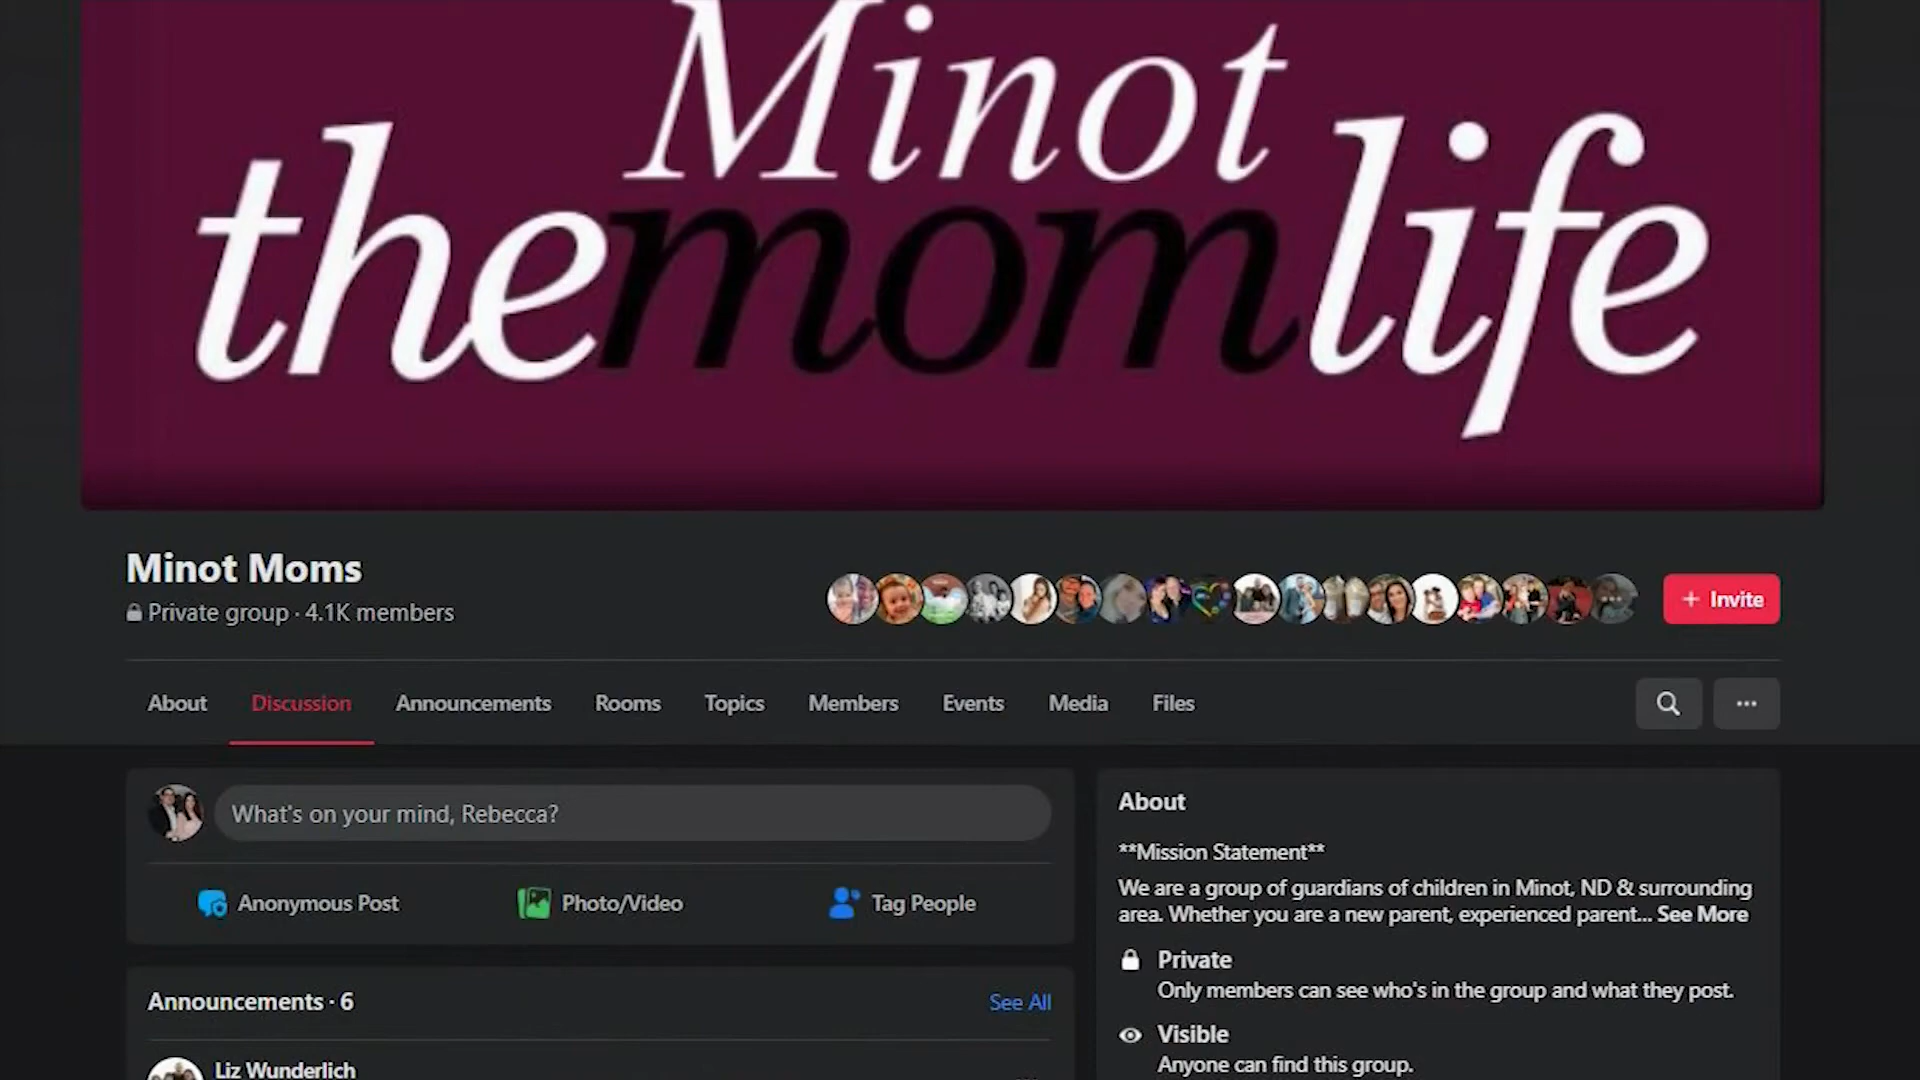 Minot
themomlife
Minot Moms
Private group · 4.1K members
+ Invite
About Discussion Announcements Rooms Topics Members Events Media Files
What's on your mind, Rebecca?
Anonymous Post Photo/Video Tag People
Announcements · 6 See All
Liz Wunderlich
About
**Mission Statement**
We are a group of guardians of children in Minot, ND & surrounding
area. Whether you are a new parent, experienced parent... See More
Private
Only members can see who's in the group and what they post.
Visible
Anyone can find this group.